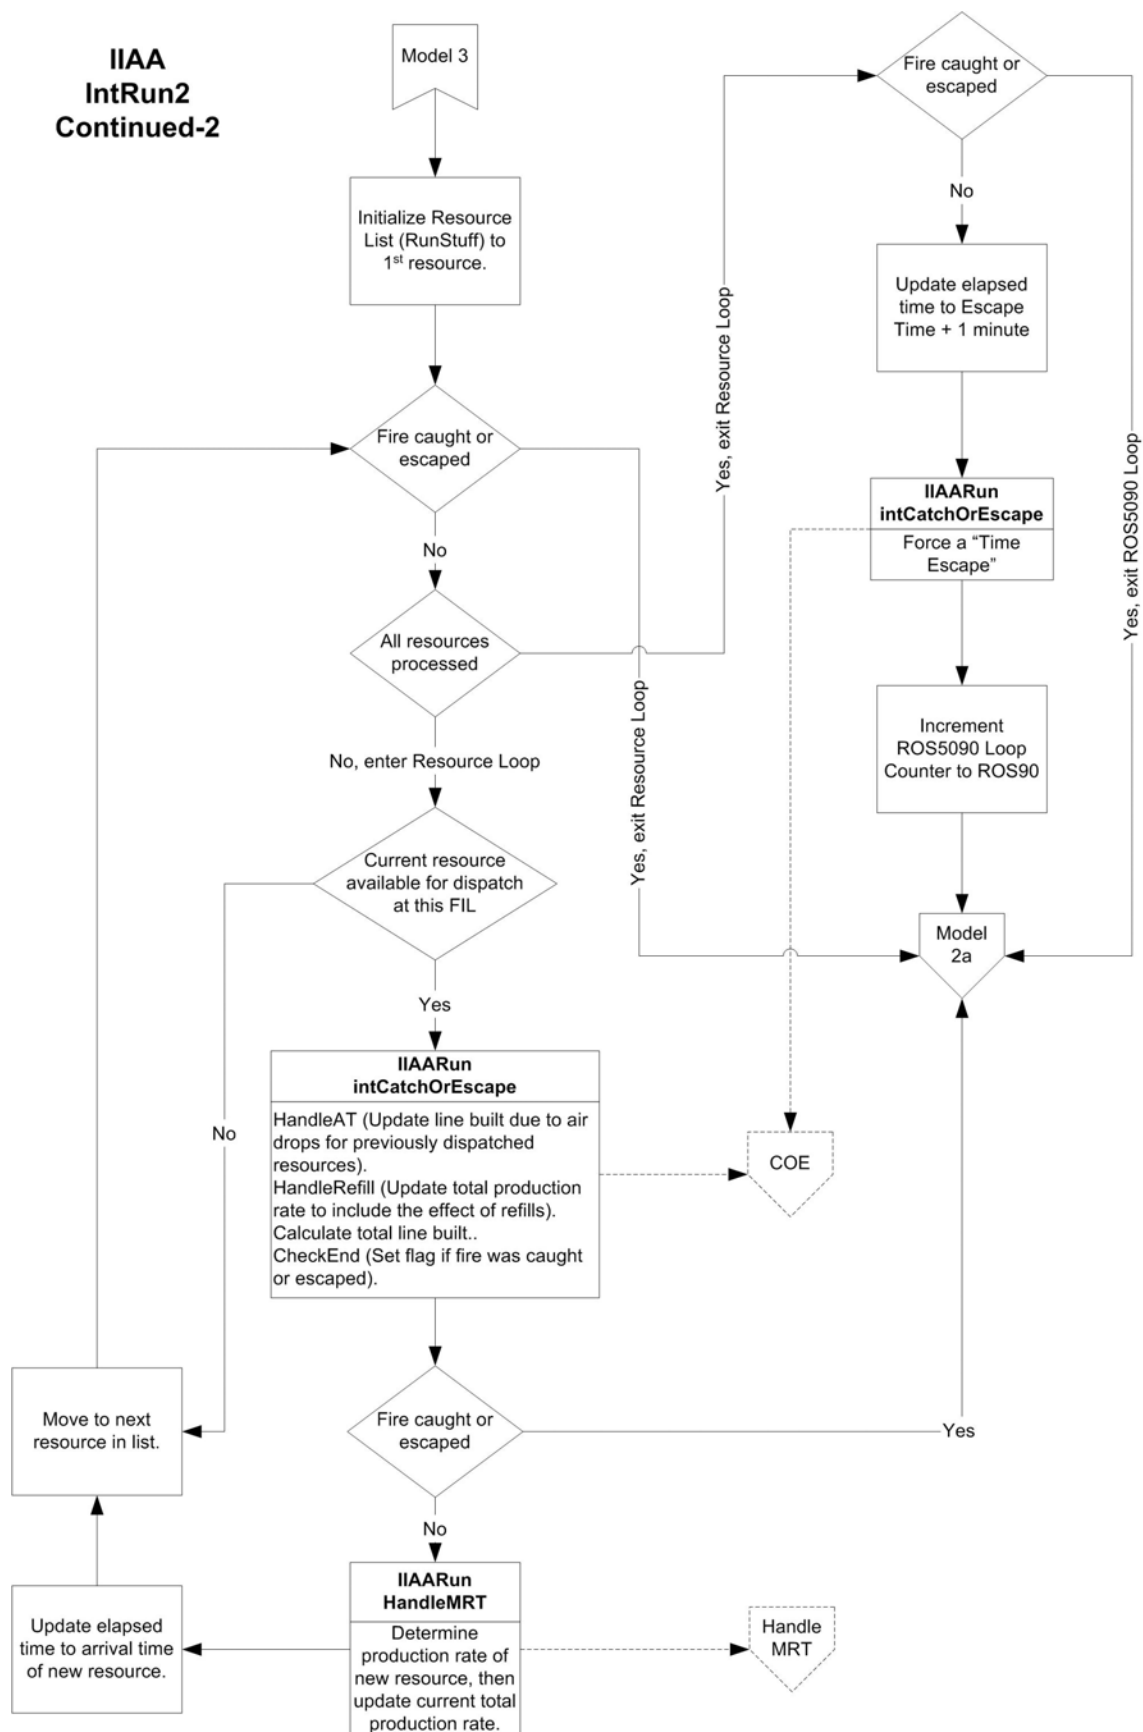 IIAA
IntRun2
Continued-2
Model 3
Initialize Resource
List (RunStuff) to
1st resource.
Fire caught or
escaped
No
All resources
processed
No, enter Resource Loop
Current resource
available for dispatch
at this FIL
Yes
No
IIAARun
intCatchOrEscape
HandleAT (Update line built due to air
drops for previously dispatched
resources).
HandleRefill (Update total production
rate to include the effect of refills).
Calculate total line built..
CheckEnd (Set flag if fire was caught
or escaped).
Fire caught or
escaped
Yes
No
IIAARun
HandleMRT
Determine
production rate of
new resource, then
update current total
production rate.
Update elapsed
time to arrival time
of new resource.
Move to next
resource in list.
Yes, exit Resource Loop
Yes, exit Resource Loop
Fire caught or
escaped
No
Update elapsed
time to Escape
Time + 1 minute
IIAARun
intCatchOrEscape
Force a “Time
Escape”
Increment
ROS5090 Loop
Counter to ROS90
Yes, exit ROS5090 Loop
Model
2a
COE
Handle
MRT